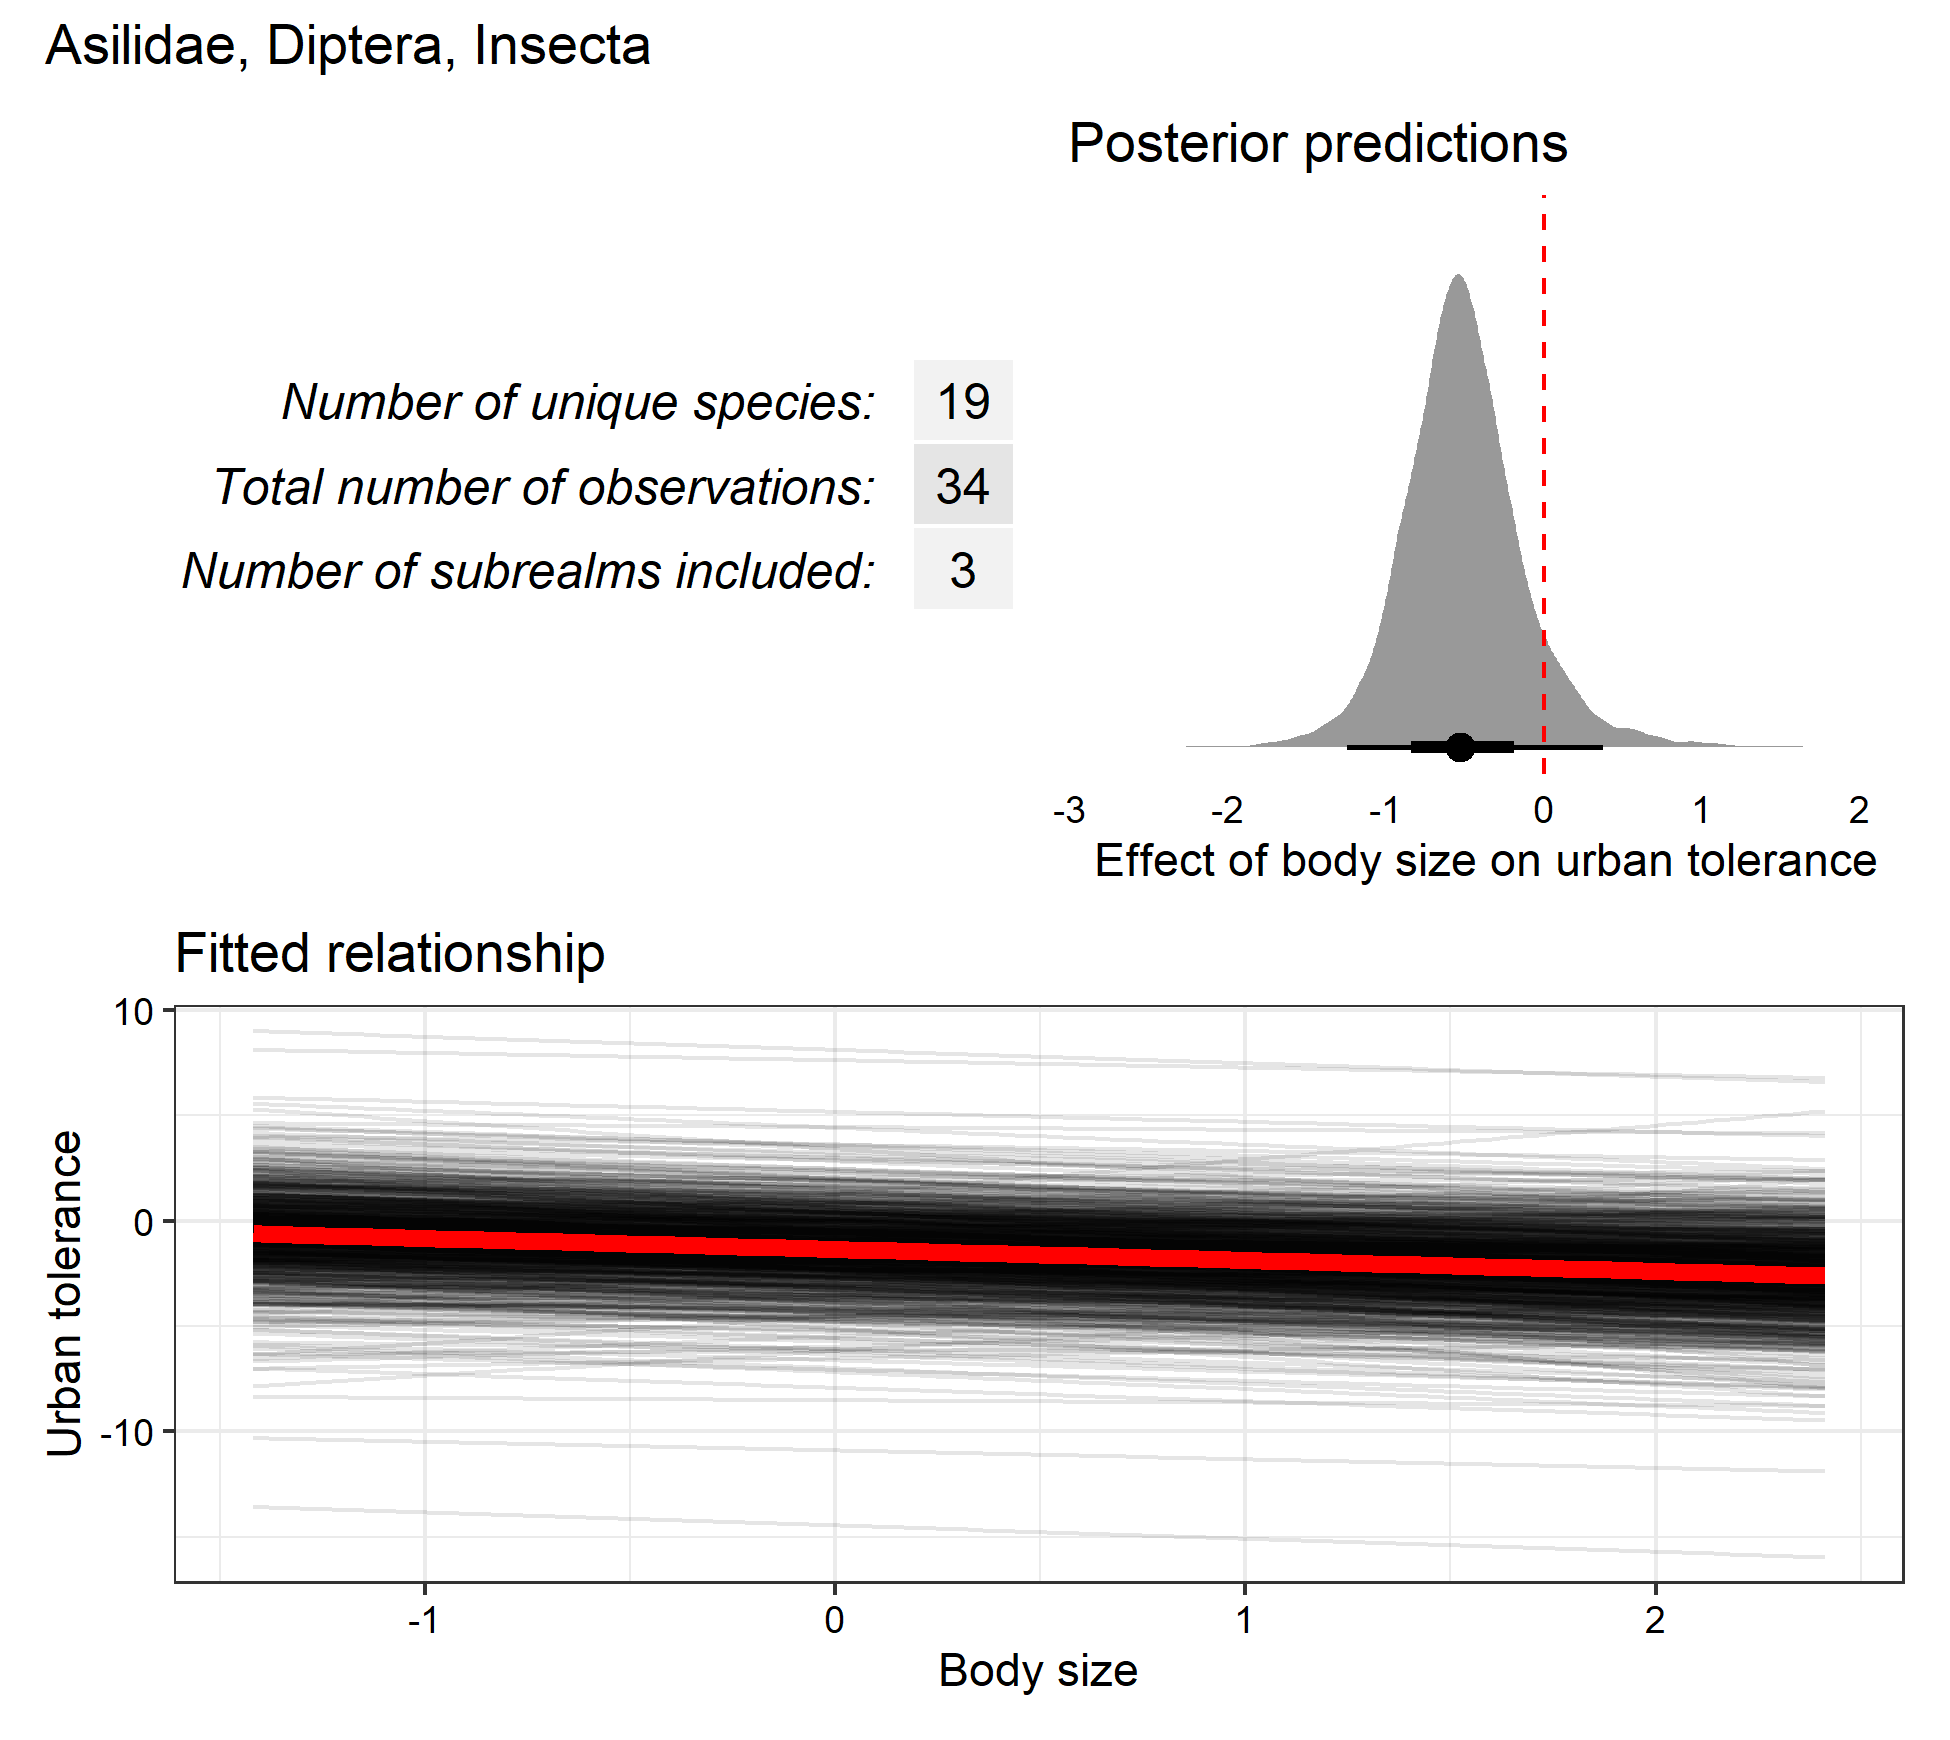 Asilidae, Diptera, Insecta
Posterior predictions
Number of unique species: 19
Total number of observations: 34
Number of subrealms included: 3
-3 -2 -1 0 1 2
Effect of body size on urban tolerance
Fitted relationship
10
0
-10
Urban tolerance
-1 0 1 2
Body size